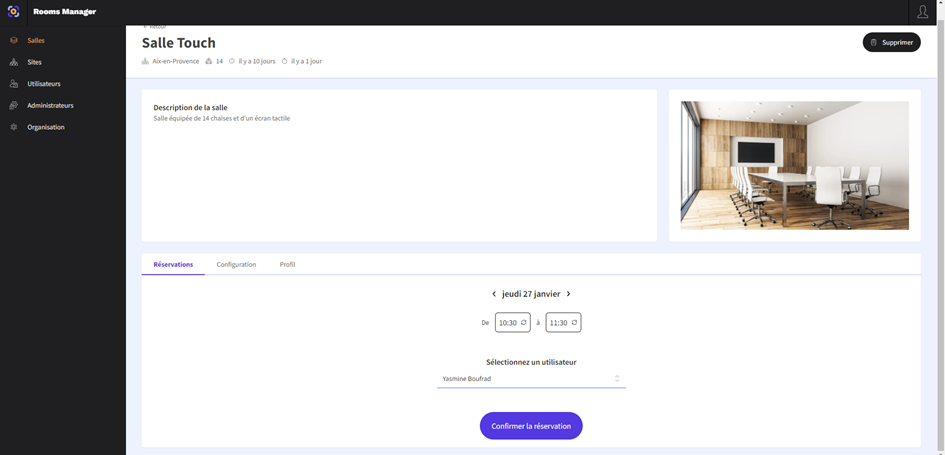 Rooms Manager
Salles
Sites
Utilisateurs
Administrateurs
Organisation
Retour
Salle Touch
Supprimer
Aix-en-Provence 14 il y a 10 jours il y a 1 jour
Description de la salle
Salle équipée de 14 chaises et d'un écran tactile
Réservations Configuration Profil
jeudi 27 janvier
De 10:30 à 11:30
Sélectionnez un utilisateur
Yasmine Boufrad
Confirmer la réservation